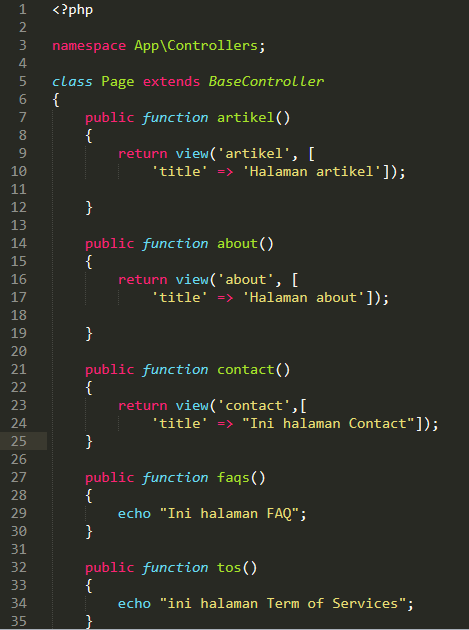 1 <?php
2
3 namespace App\Controllers;
4
5 class Page extends BaseController
6 {
7 public function artikel()
8 {
9 return view('artikel', [
10 'title' => 'Halaman artikel']);
11
12 }
13
14 public function about()
15 {
16 return view('about', [
17 'title' => 'Halaman about']);
18
19 }
20
21 public function contact()
22 {
23 return view('contact',[
24 'title' => "Ini halaman Contact"]);
25 }
26
27 public function faqs()
28 {
29 echo "Ini halaman FAQ";
30 }
31
32 public function tos()
33 {
34 echo "ini halaman Term of Services";
35 }